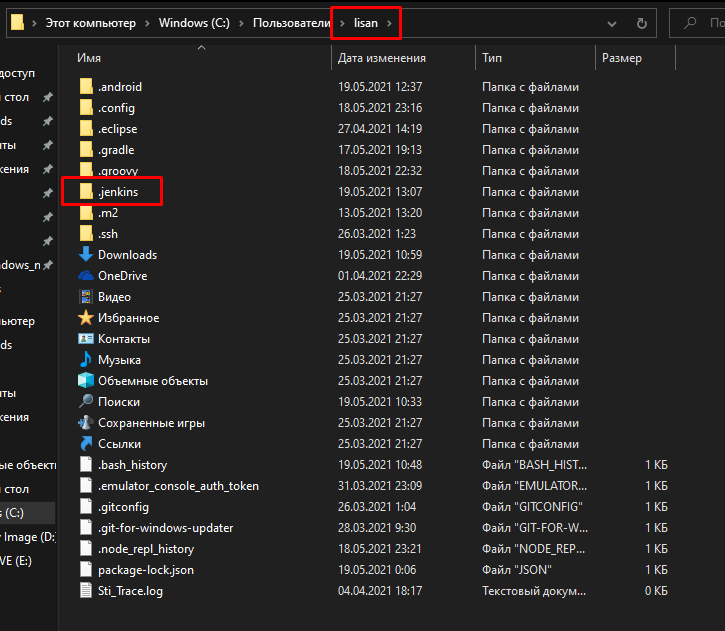 Этот компьютер > Windows (C:) > Пользователи > lisan >
По
Имя Дата изменения Тип Размер
доступ
стол
ds
ты
жения
dows_n
ьютер
ds
ты
жения
ые объекты
стол
s (C:)
y Image (D:
VE (E:)
.android 19.05.2021 12:37 Папка с файлами
.config 18.05.2021 23:16 Папка с файлами
.eclipse 27.04.2021 14:19 Папка с файлами
.gradle 17.05.2021 19:13 Папка с файлами
.groovy 18.05.2021 22:32 Папка с файлами
.jenkins 19.05.2021 13:07 Папка с файлами
.m2 13.05.2021 13:20 Папка с файлами
.ssh 26.03.2021 1:23 Папка с файлами
Downloads 19.05.2021 10:59 Папка с файлами
OneDrive 01.04.2021 22:29 Папка с файлами
Видео 25.03.2021 21:27 Папка с файлами
Избранное 25.03.2021 21:27 Папка с файлами
Контакты 25.03.2021 21:27 Папка с файлами
Музыка 25.03.2021 21:27 Папка с файлами
Объемные объекты 25.03.2021 21:27 Папка с файлами
Поиски 19.05.2021 10:33 Папка с файлами
Сохраненные игры 25.03.2021 21:27 Папка с файлами
Ссылки 25.03.2021 21:27 Папка с файлами
.bash_history 19.05.2021 10:48 Файл "BASH_HIST... 1 КБ
.emulator_console_auth_token 31.03.2021 23:09 Файл "EMULATOR... 1 КБ
.gitconfig 26.03.2021 1:04 Файл "GITCONFIG" 1 КБ
.git-for-windows-updater 28.03.2021 9:30 Файл "GIT-FOR-W... 1 КБ
.node_repl_history 18.05.2021 23:21 Файл "NODE_REP... 1 КБ
package-lock.json 19.05.2021 0:06 Файл "JSON" 1 КБ
Sti_Trace.log 04.04.2021 18:17 Текстовый докум... 0 КБ